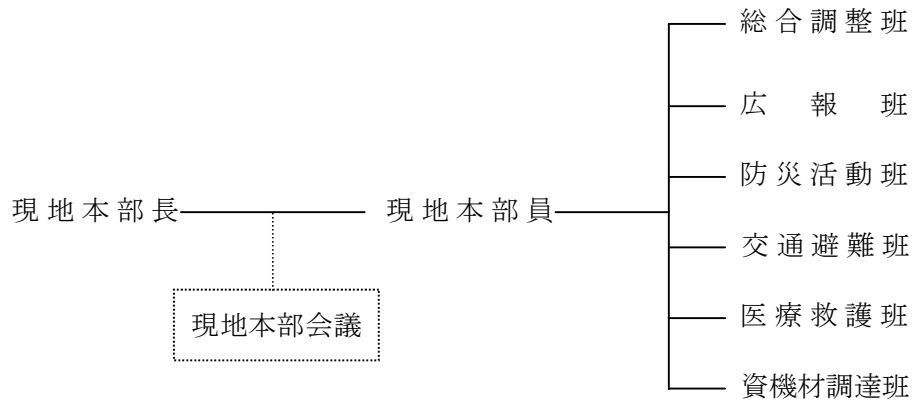 総合調整班
広報班
防災活動班
現地本部長
現地本部員
交通避難班
現地本部会議
医療救護班
資機材調達班